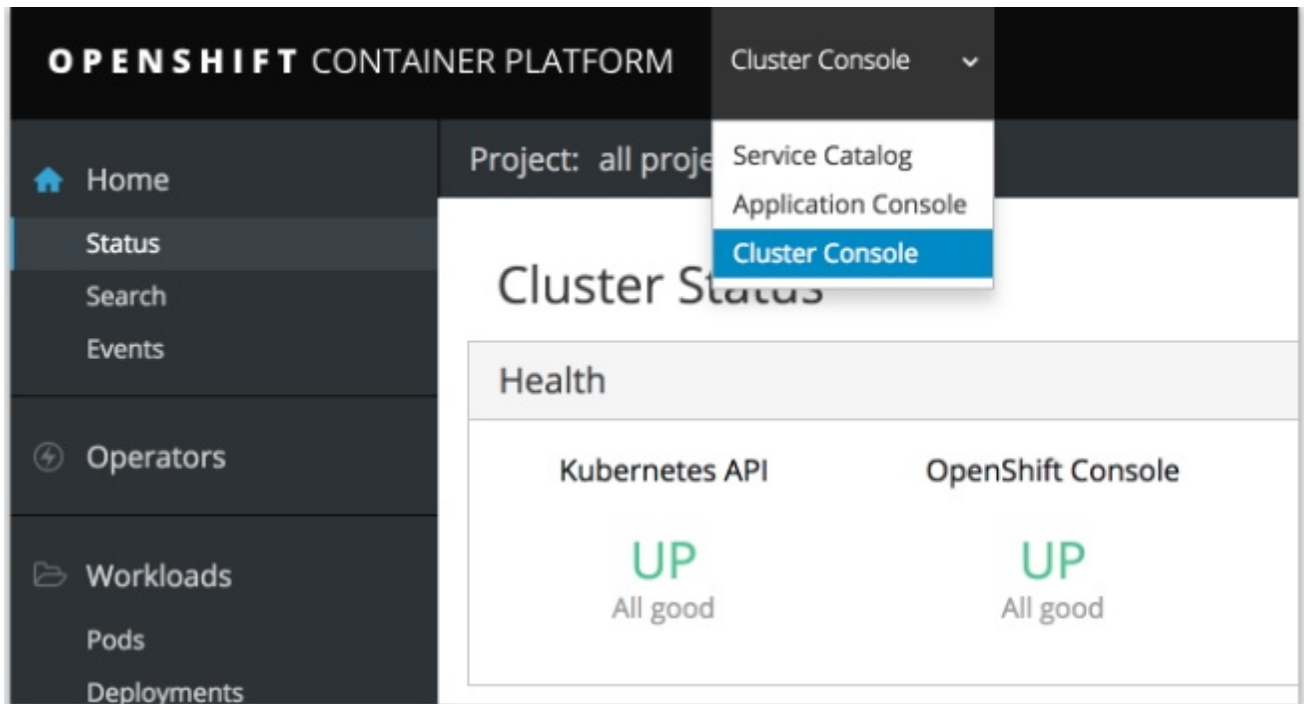 OPENSHIFT CONTAINER PLATFORM
Cluster Console
Service Catalog
Application Console
Cluster Console
Home
Status
Search
Events
Operators
Workloads
Pods
Deployments
Project: all proje
Cluster Status
Health
Kubernetes API
OpenShift Console
UP
UP
All good
All good